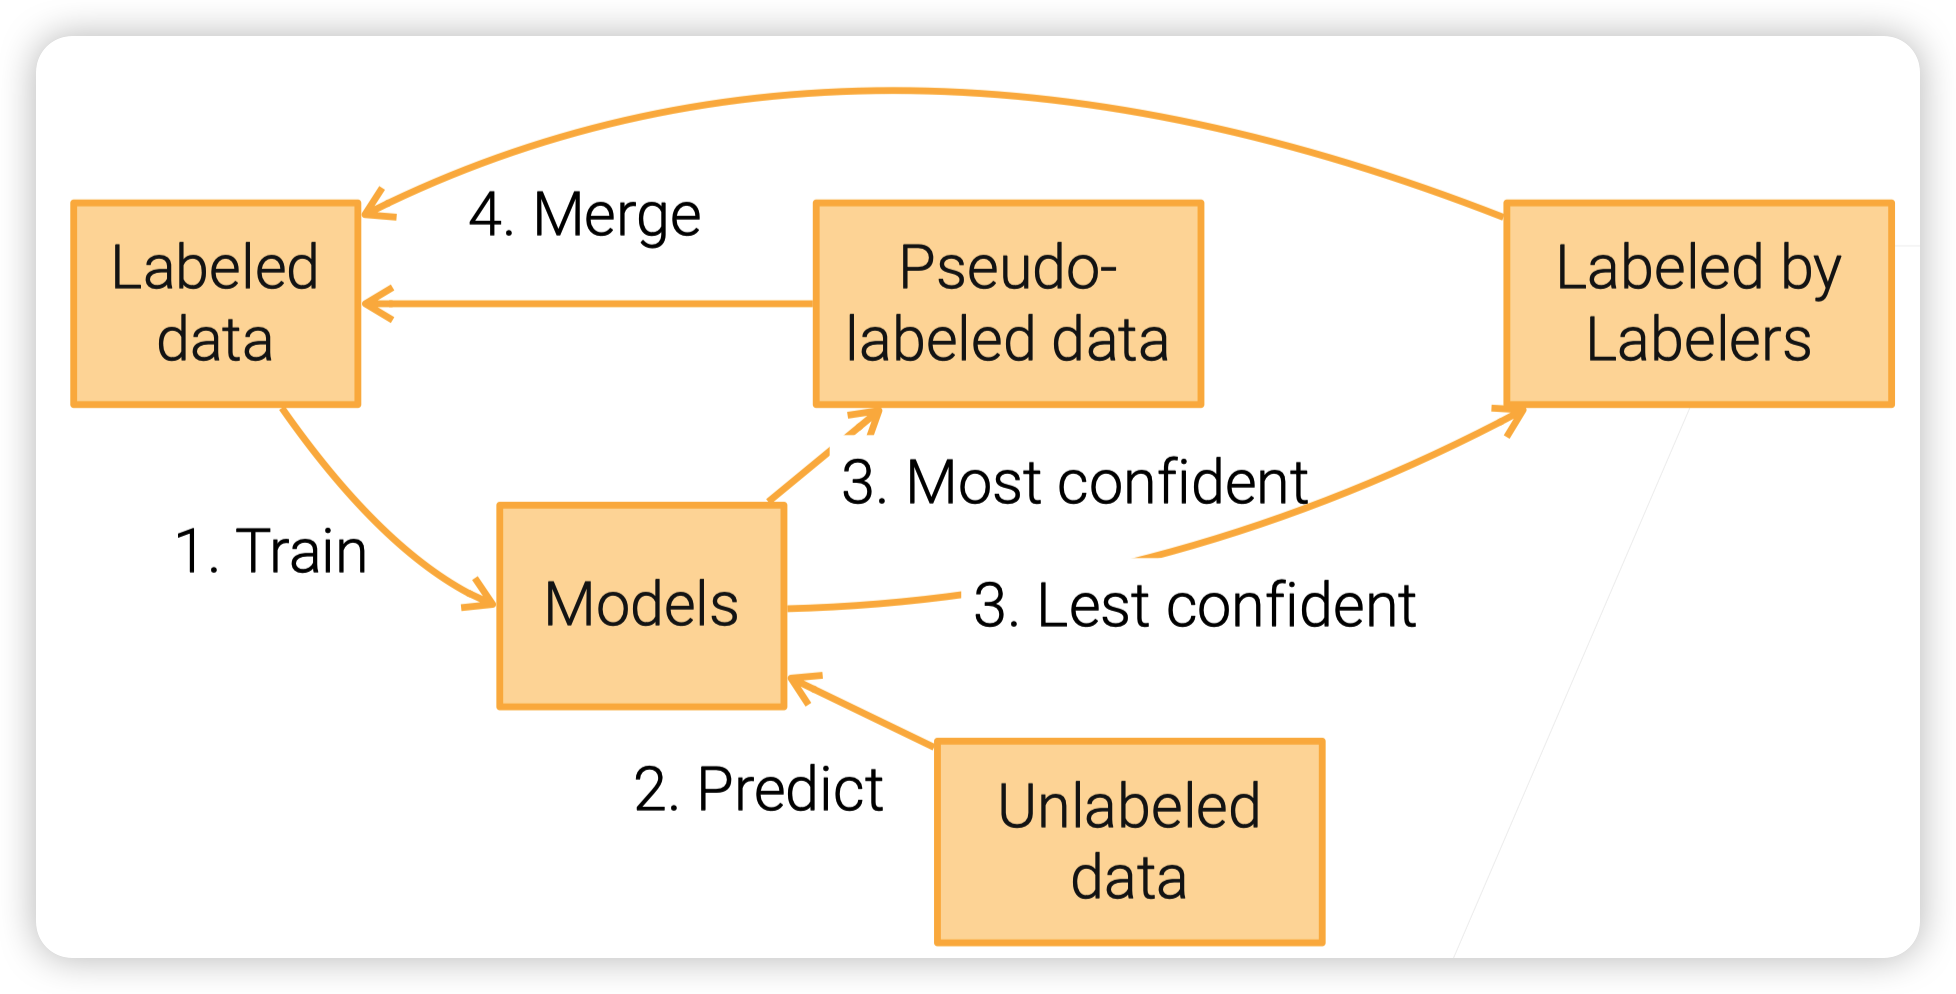 4. Merge
Labeled
data
Pseudo-
labeled data
Labeled by
Labelers
3. Most confident
1. Train
Models
3. Lest confident
2. Predict
Unlabeled
data